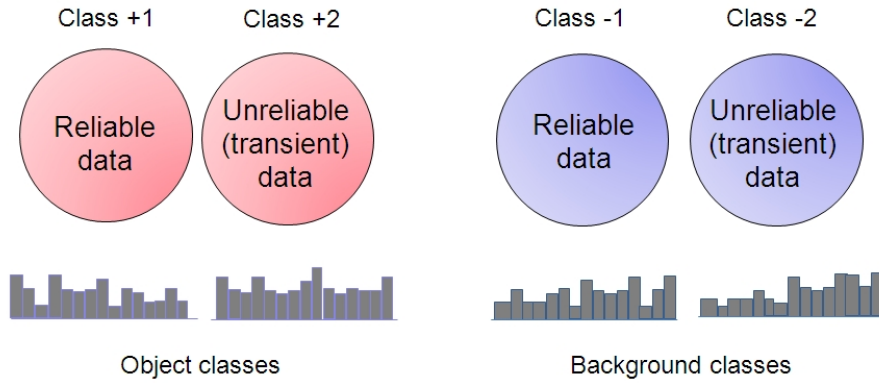 Class +1
Class +2
Class -1
Class -2
Reliable
data
Unreliable
(transient)
data
Reliable
data
Unreliable
(transient)
data
Object classes
Background classes